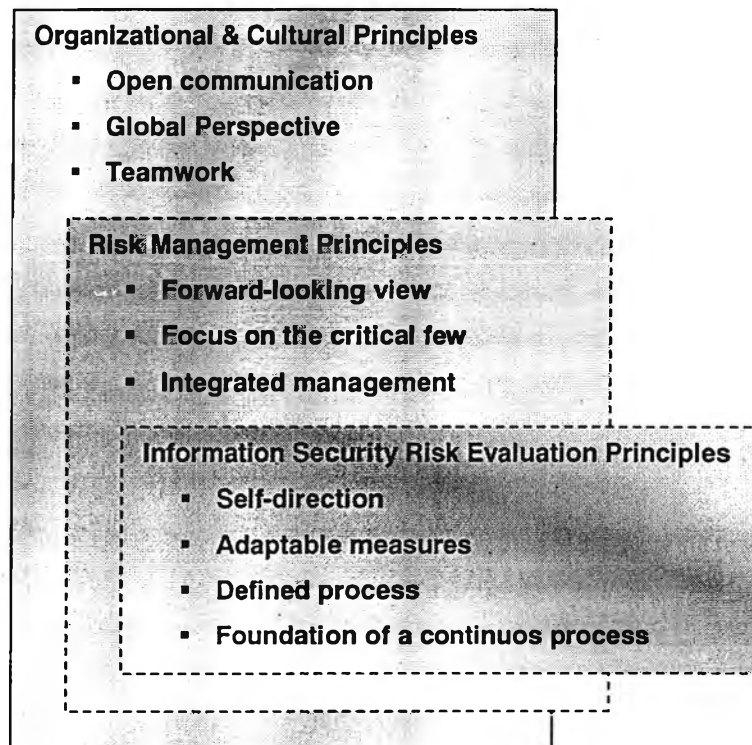 Organizational & Cultural Principles
▪ Open communication
▪ Global Perspective
▪ Teamwork
Risk Management Principles
▪ Forward-looking view
▪ Focus on the critical few
▪ Integrated management
Information Security Risk Evaluation Principles
▪ Self-direction
▪ Adaptable measures
▪ Defined process
▪ Foundation of a continuos process